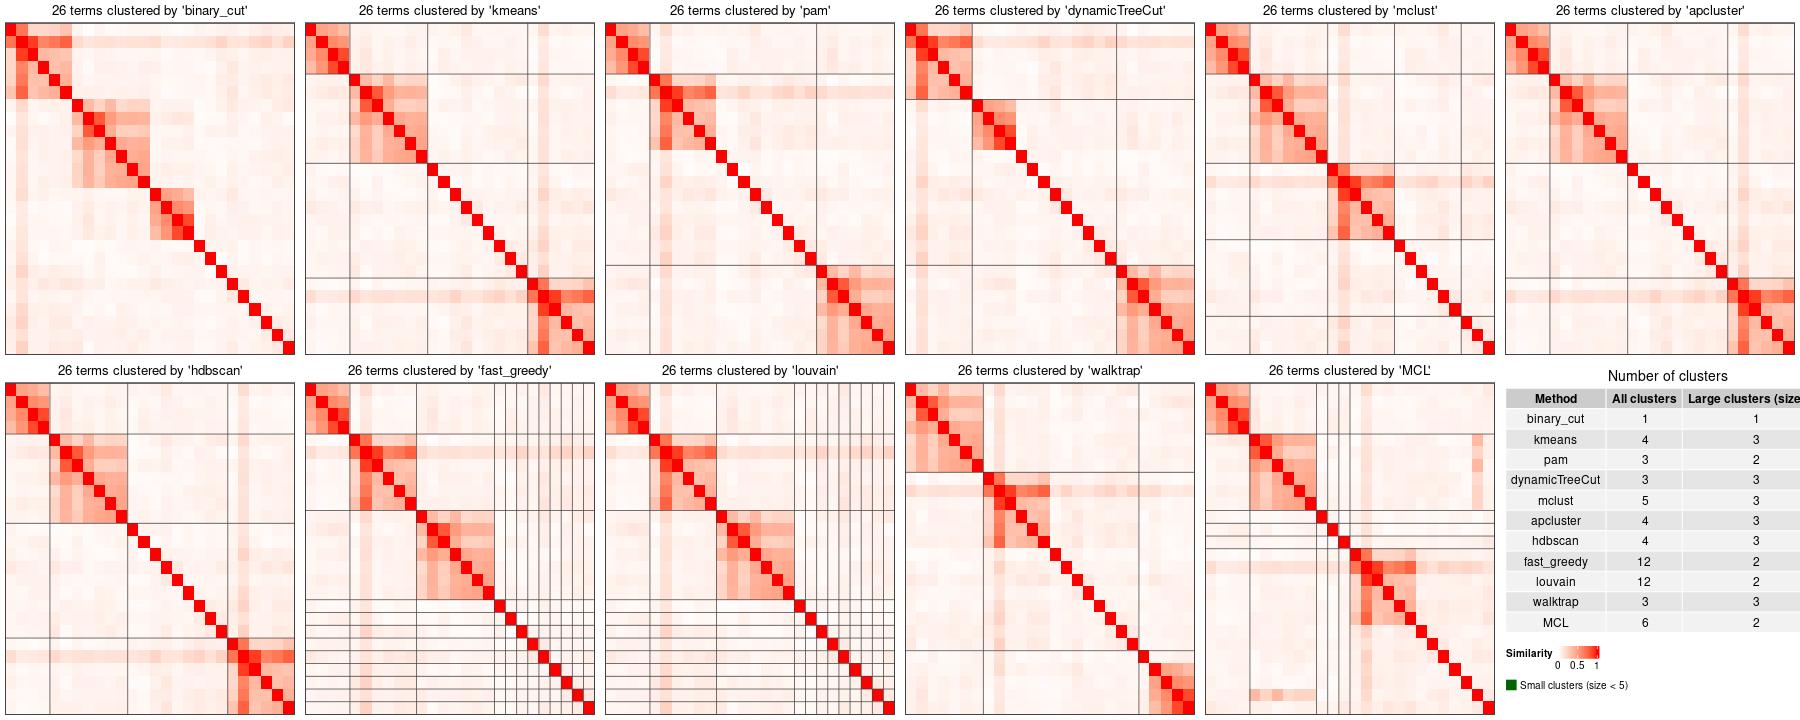 26 terms clustered by 'binary_cut'
26 terms clustered by 'kmeans'
26 terms clustered by 'pam'
26 terms clustered by 'dynamicTreeCut'
26 terms clustered by 'mclust'
26 terms clustered by 'apcluster'
26 terms clustered by 'hdbscan'
26 terms clustered by 'fast_greedy'
26 terms clustered by 'louvain'
26 terms clustered by 'walktrap'
26 terms clustered by 'MCL'
Number of clusters
Method All clusters Large clusters (size
binary_cut 1 1
kmeans 4 3
pam 3 2
dynamicTreeCut 3 3
mclust 5 3
apcluster 4 3
hdbscan 4 3
fast_greedy 12 2
louvain 12 2
walktrap 3 3
MCL 6 2
Similarity
0 0.5 1
Small clusters (size < 5)